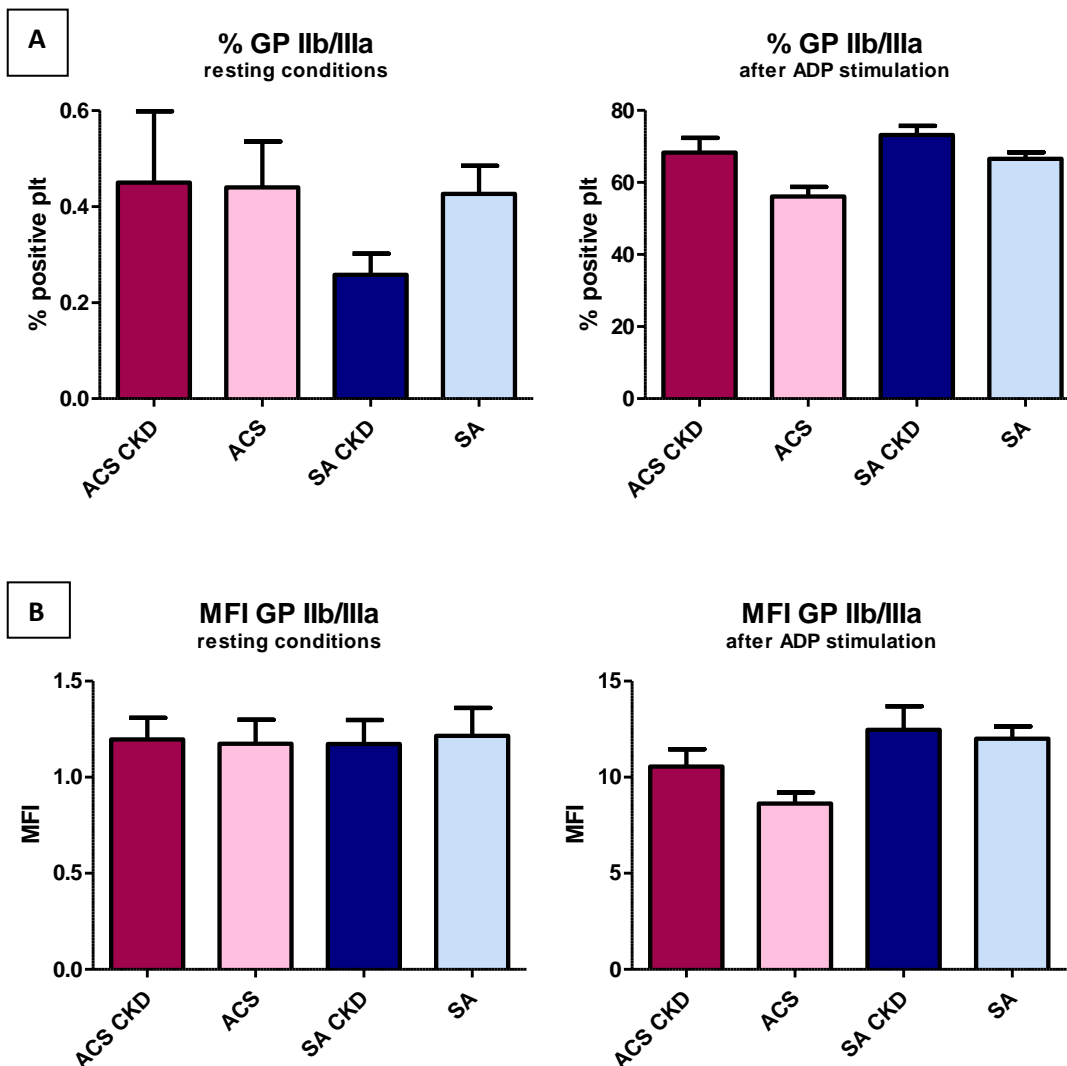 A
% GP IIb/IIIa
resting conditions
% positive plt
0.6
0.4
0.2
0.0
ACS CKD
ACS
SA CKD
SA
% GP IIb/IIIa
after ADP stimulation
% positive plt
80
60
40
20
0
ACS CKD
ACS
SA CKD
SA
B
MFI GP IIb/IIIa
resting conditions
MFI
1.5
1.0
0.5
0.0
ACS CKD
ACS
SA CKD
SA
MFI GP IIb/IIIa
after ADP stimulation
MFI
15
10
5
0
ACS CKD
ACS
SA CKD
SA